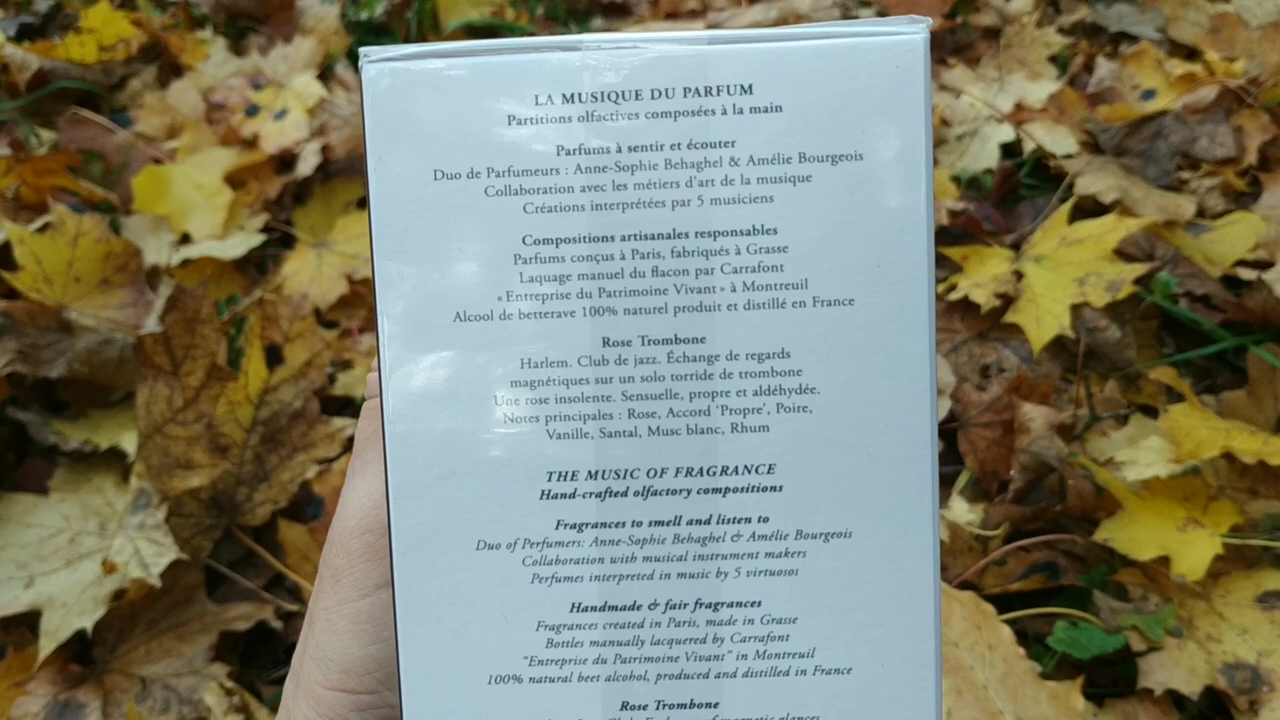 LA MUSIQUE DU PARFUM
Partitions olfactives composées à la main
Parfums à sentir et écouter
Duo de Parfumeurs : Anne-Sophie Behaghel & Amélie Bourgeois
Collaboration avec les métiers d'art de la musique
Créations interprétées par 5 musiciens
Compositions artisanales responsables
Parfums conçus à Paris, fabriqués à Grasse
Laquage manuel du flacon par Carrafont
« Entreprise du Patrimoine Vivant » à Montreuil
Alcool de betterave 100% naturel produit et distillé en France
Rose Trombone
Harlem. Club de jazz. Échange de regards
magnétiques sur un solo torride de trombone
Une rose insolente. Sensuelle, propre et aldéhydée.
Notes principales : Rose, Accord 'Propre', Poire,
Vanille, Santal, Musc blanc, Rhum
THE MUSIC OF FRAGRANCE
Hand-crafted olfactory compositions
Fragrances to smell and listen to
Duo of Perfumers: Anne-Sophie Behaghel & Amélie Bourgeois
Collaboration with musical instrument makers
Perfumes interpreted in music by 5 virtuosos
Handmade & fair fragrances
Fragrances created in Paris, made in Grasse
Bottles manually lacquered by Carrafont
"Entreprise du Patrimoine Vivant" in Montreuil
100% natural beet alcohol, produced and distilled in France
Rose Trombone